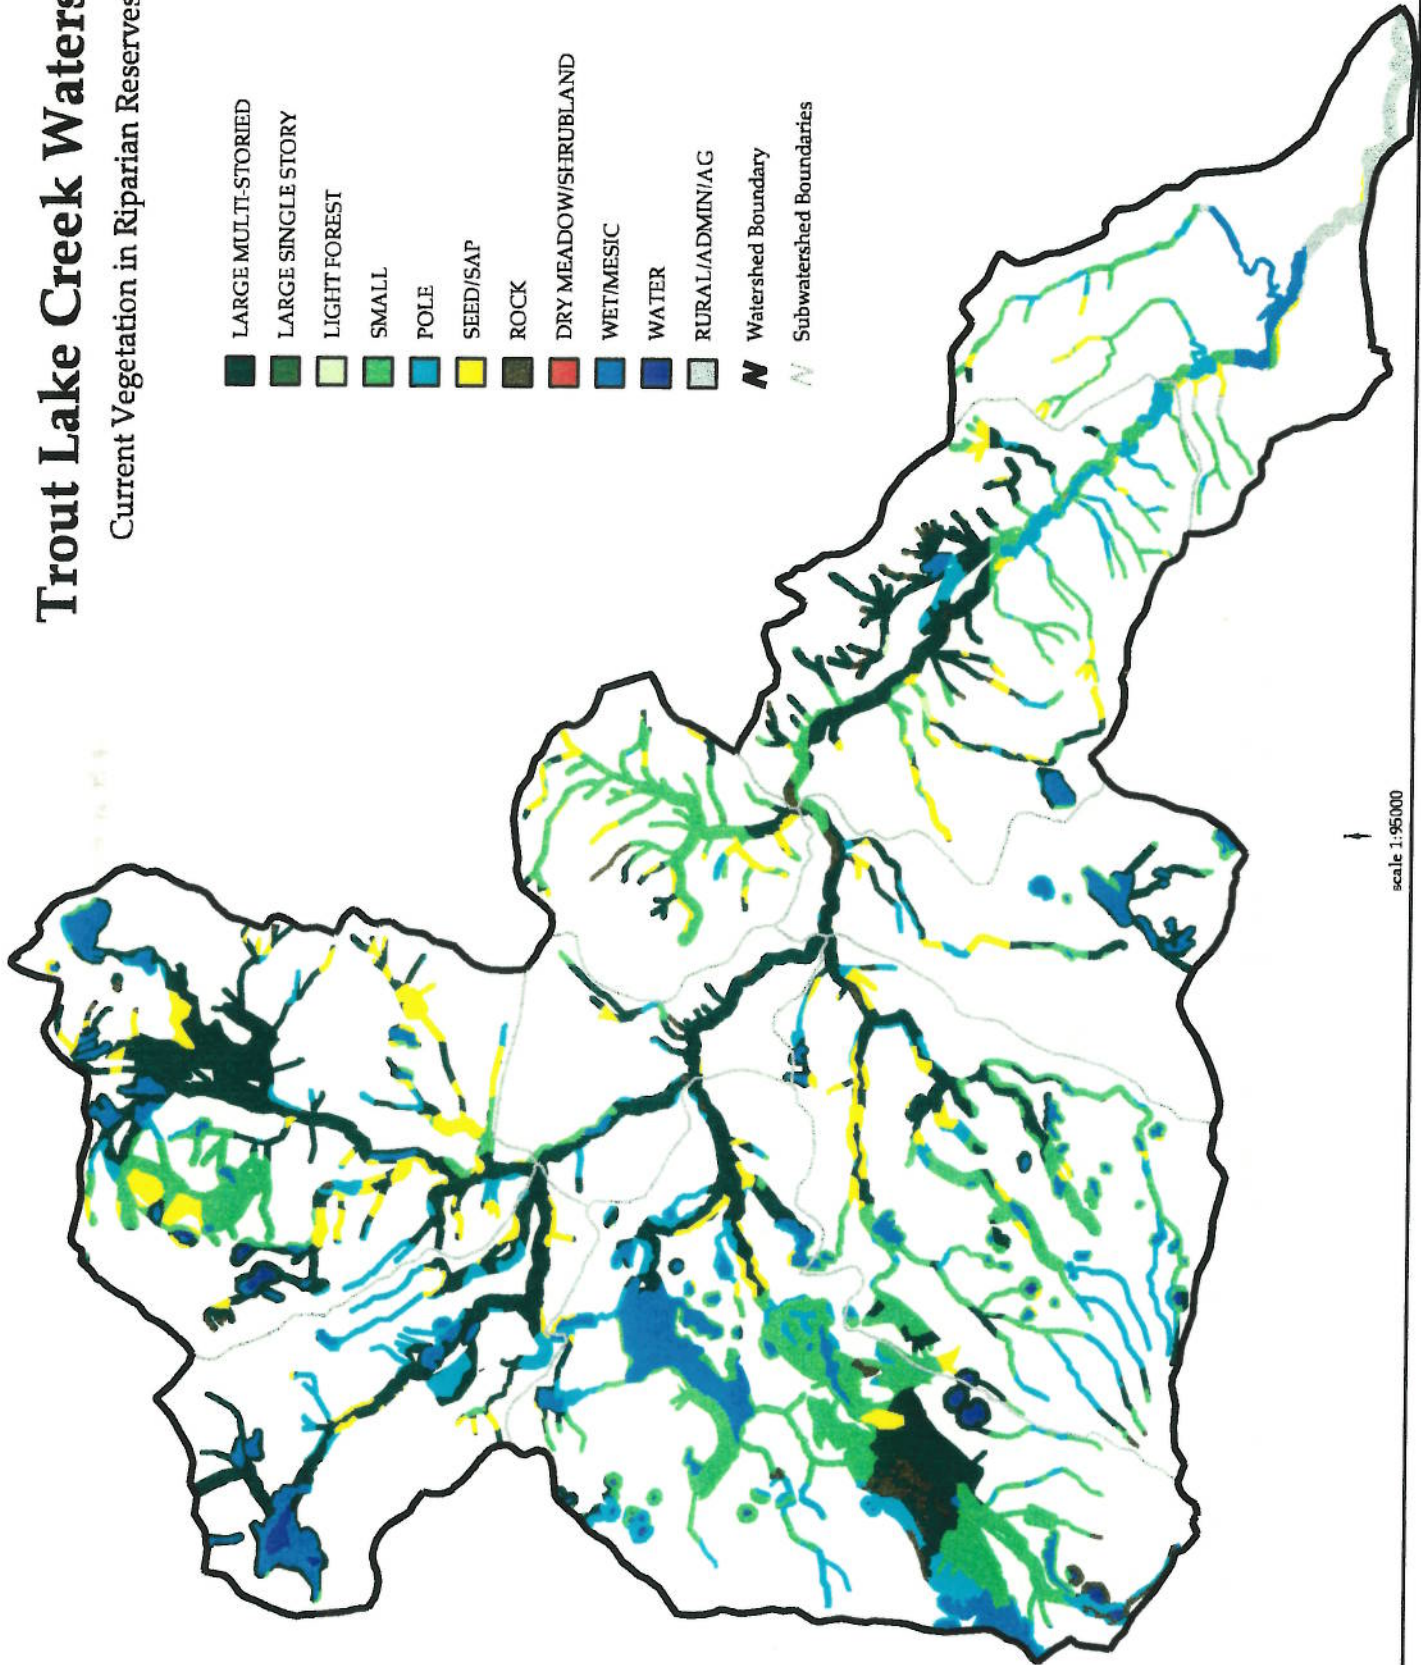 Trout Lake Creek Waters
Current Vegetation in Riparian Reserves
LARGE MULTI-STORIED
LARGE SINGLE STORY
LIGHT FOREST
SMALL
POLE
SEED/SAP
ROCK
DRY MEADOW/SHRUBLAND
WET/MESIC
WATER
RURAL/ADMIN/AG
N Watershed Boundary
N Subwatershed Boundaries
scale 1:95000